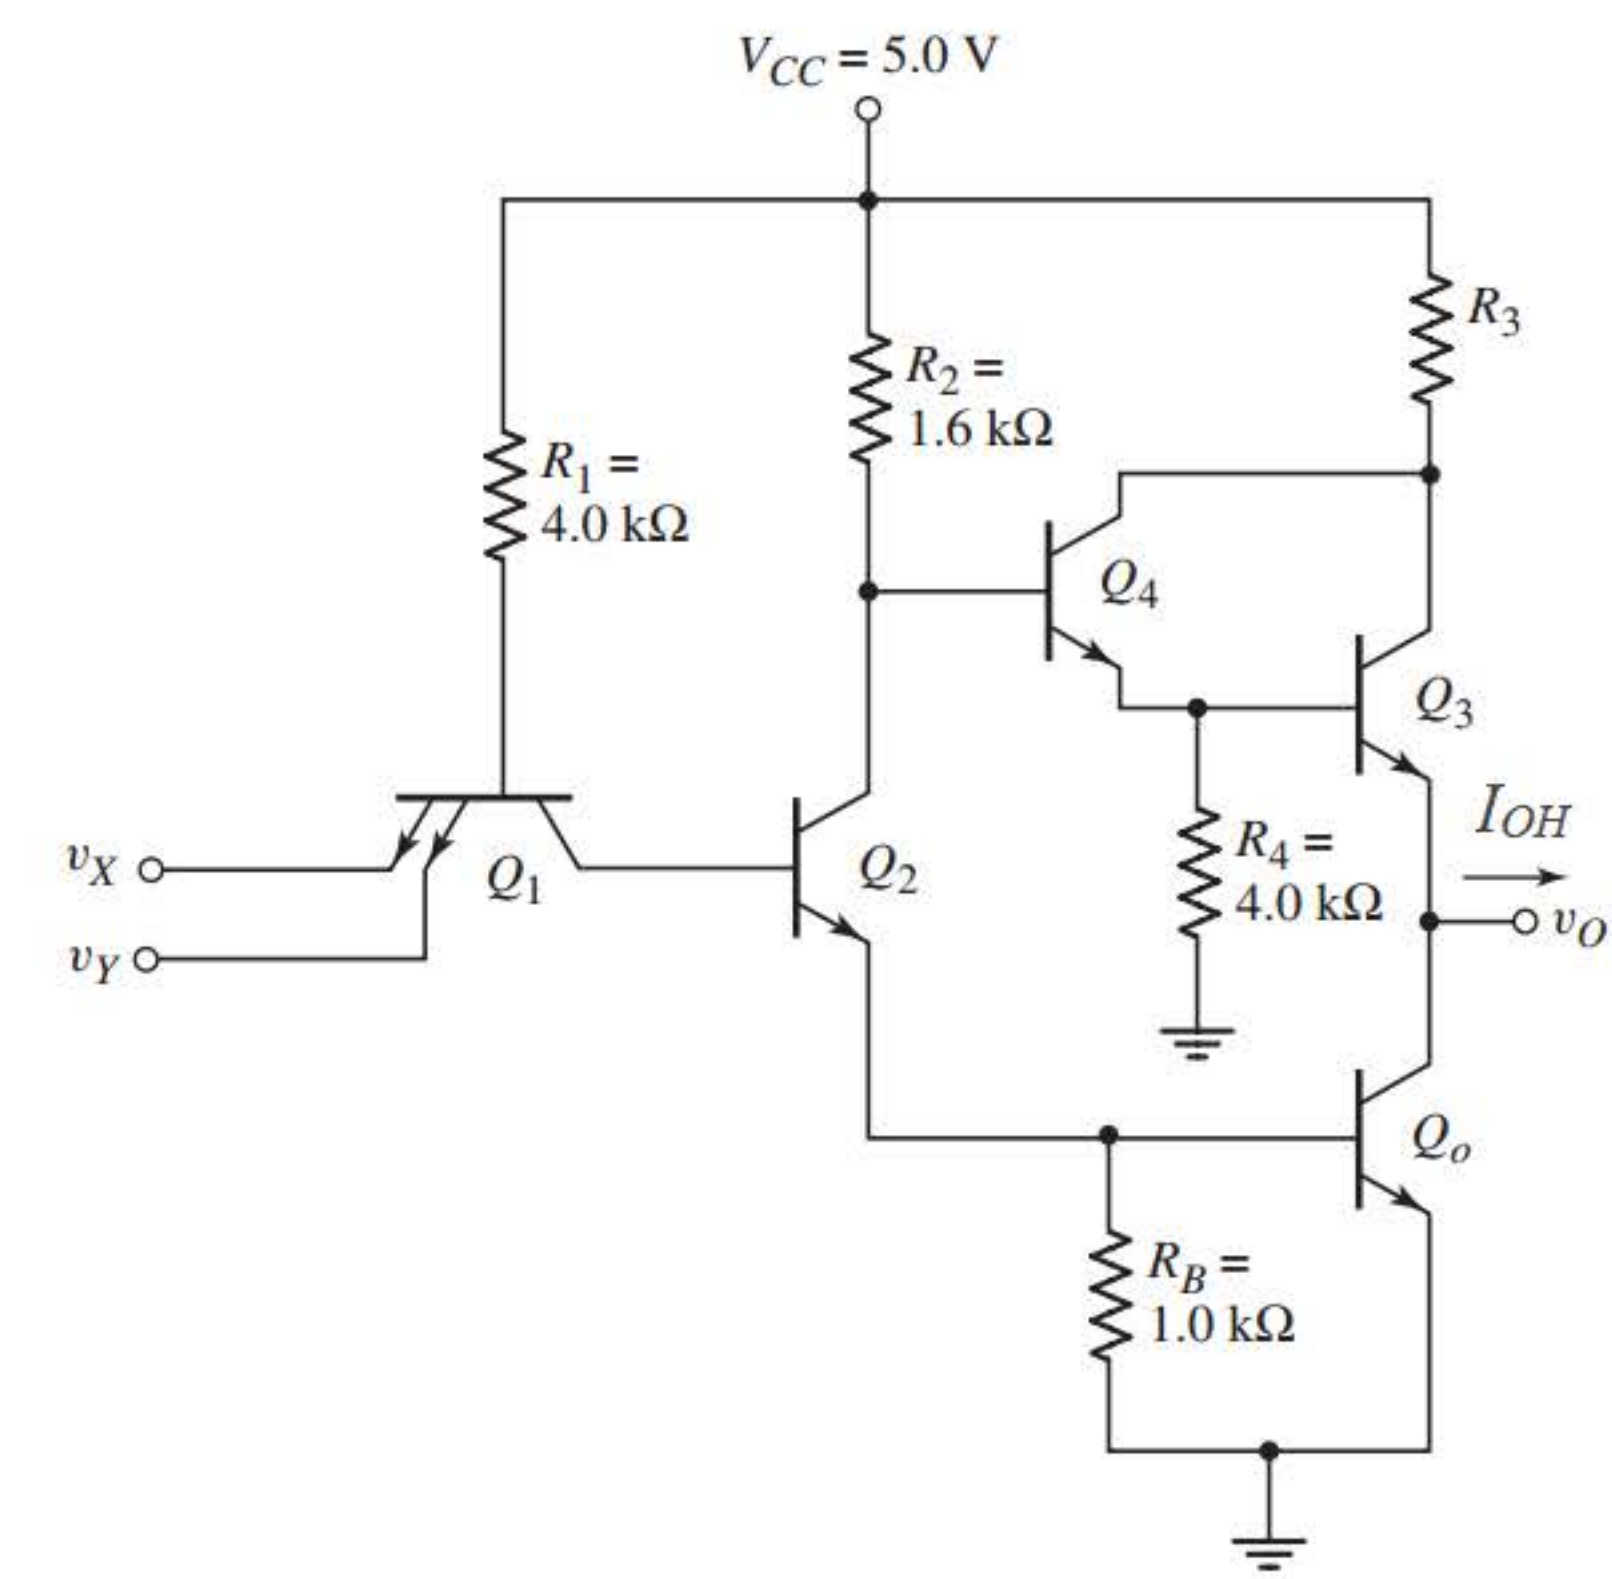 V_CC = 5.0 V
R_3
R_2 =
1.6 kΩ
R_1 =
4.0 kΩ
Q_4
Q_3
I_OH
R_4 =
4.0 kΩ
v_X
Q_1
Q_2
v_O
v_Y
Q_o
R_B =
1.0 kΩ